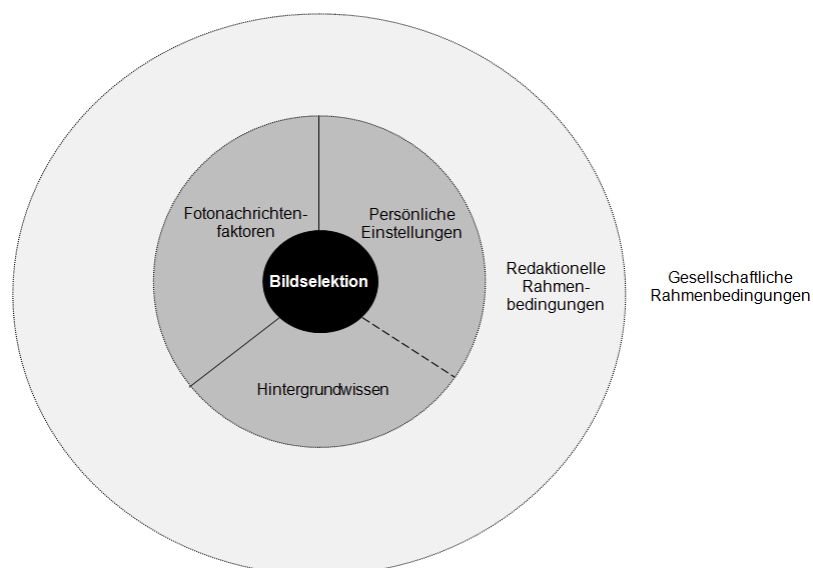 Fotonachrichten-
faktoren
Persönliche
Einstellungen
Bildselektion
Redaktionelle
Rahmen-
bedingungen
Gesellschaftliche
Rahmenbedingungen
Hintergrundwissen